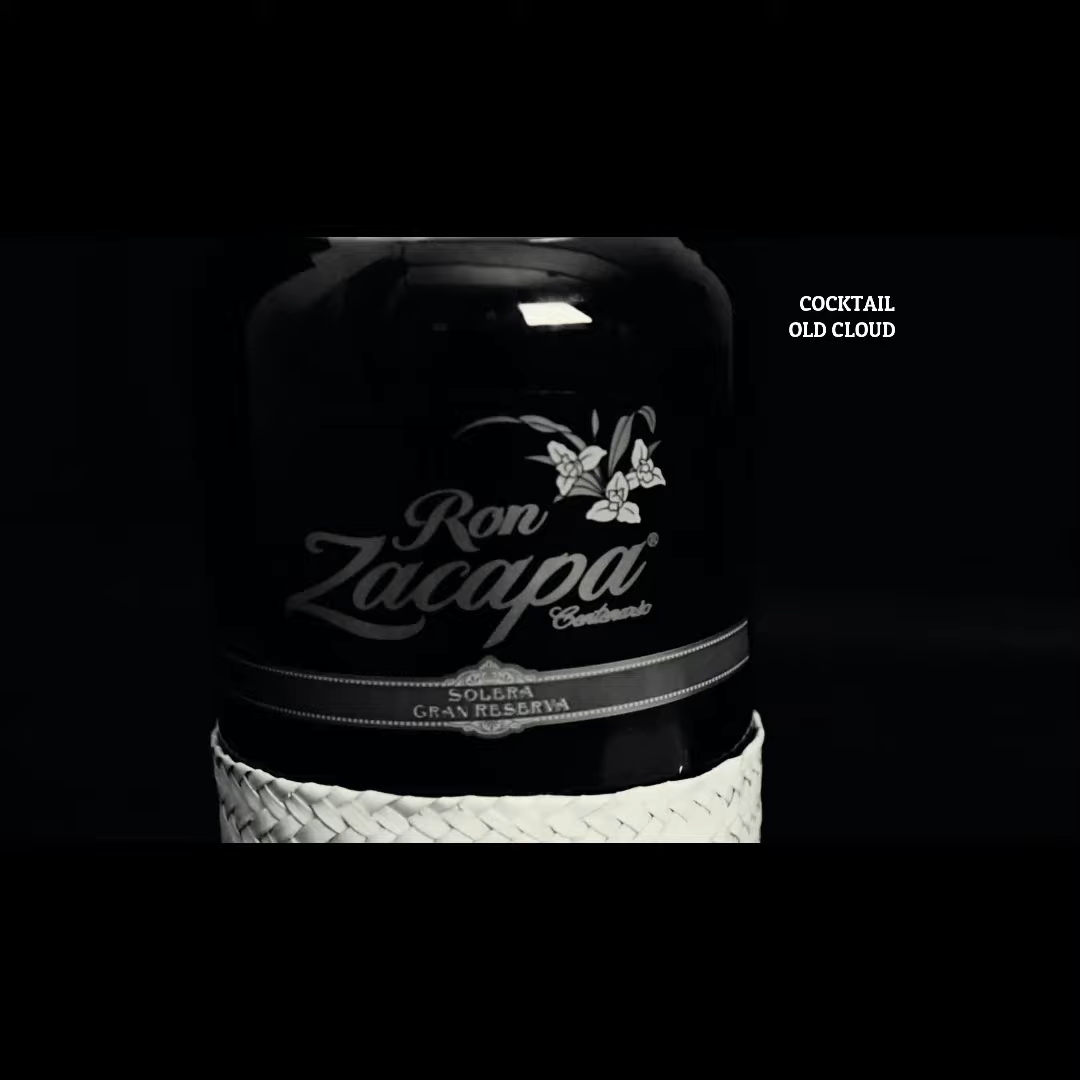 COCKTAIL
OLD CLOUD
Ron
Zacapa®
Centenario
SOLERA
GRAN RESERVA